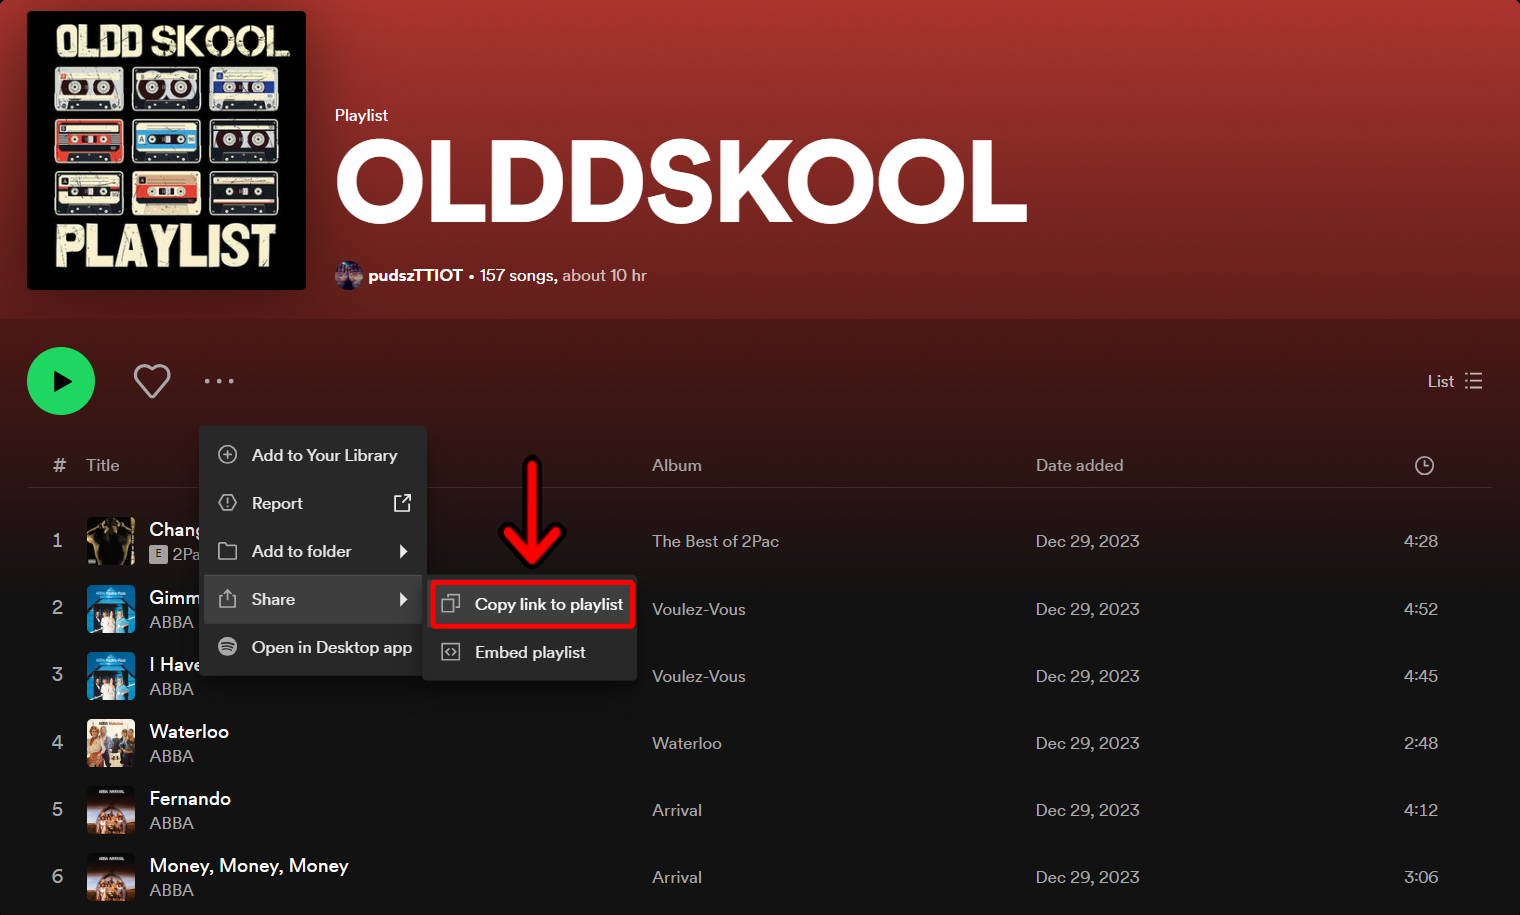 OLDD SKOOL
PLAYLIST
Playlist
OLDDSKOOL
pudszTTIOT • 157 songs, about 10 hr
List
Add to Your Library
Report
Add to folder
Share
Open in Desktop app
Copy link to playlist
Embed playlist
# Title Album Date added
1 Chang The Best of 2Pac Dec 29, 2023 4:28
E 2Pa
2 Gimm Voulez-Vous Dec 29, 2023 4:52
ABBA
3 I Have Voulez-Vous Dec 29, 2023 4:45
ABBA
4 Waterloo Waterloo Dec 29, 2023 2:48
ABBA
5 Fernando Arrival Dec 29, 2023 4:12
ABBA
6 Money, Money, Money Arrival Dec 29, 2023 3:06
ABBA